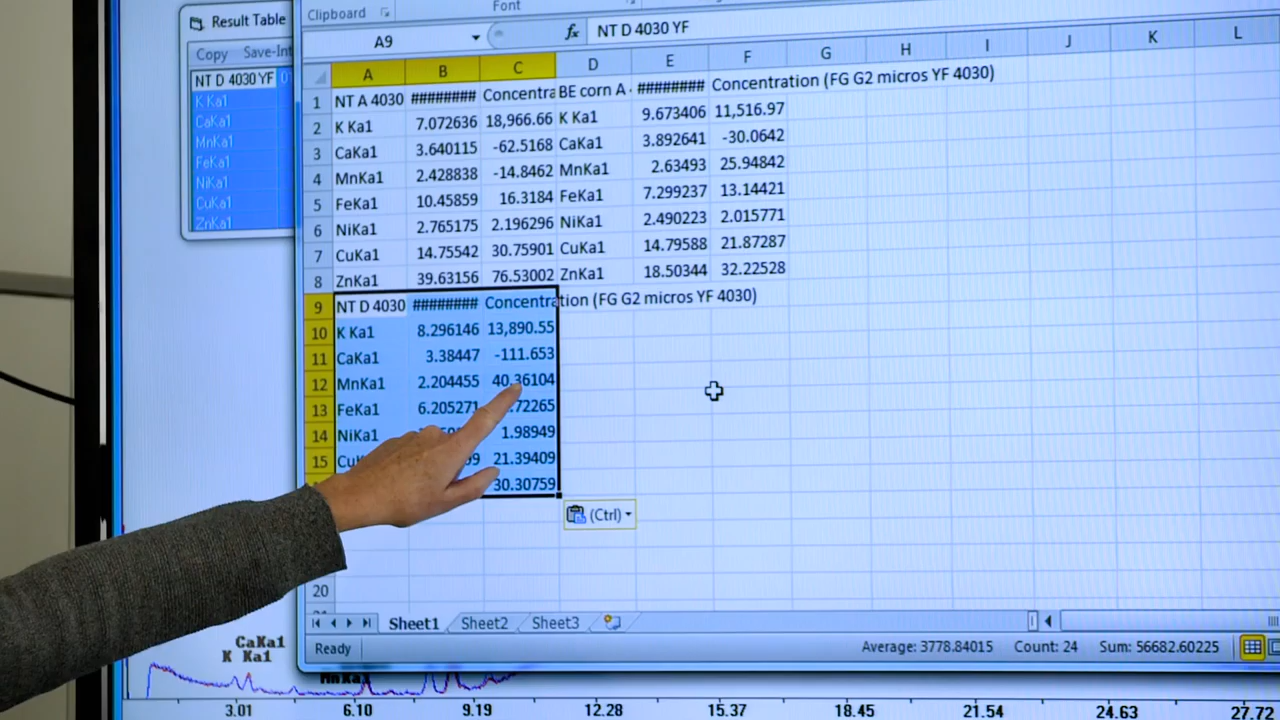 Result Table
Copy Save-Int
NT D 4030 YF
K Ka1
CaKa1
MnKa1
FeKa1
NiKa1
CuKa1
ZnKa1
Clipboard Font
A9 fx NT D 4030 YF
A B C D E F G H I J K L
1 NT A 4030 ######## Concentra BE corn A ######## Concentration (FG G2 micros YF 4030)
2 K Ka1 7.072636 18,966.66 K Ka1 9.673406 11,516.97
3 CaKa1 3.640115 -62.5168 CaKa1 3.892641 -30.0642
4 MnKa1 2.428838 -14.8462 MnKa1 2.63493 25.94842
5 FeKa1 10.45859 16.3184 FeKa1 7.299237 13.14421
6 NiKa1 2.765175 2.196296 NiKa1 2.490223 2.015771
7 CuKa1 14.75542 30.75901 CuKa1 14.79588 21.87287
8 ZnKa1 39.63156 76.53002 ZnKa1 18.50344 32.22528
9 NT D 4030 ######## Concentration (FG G2 micros YF 4030)
10 K Ka1 8.296146 13,890.55
11 CaKa1 3.38447 -111.653
12 MnKa1 2.204455 40.36104
13 FeKa1 6.205271 .72265
14 NiKa1 1.98949
15 21.39409
30.30759
(Ctrl)
20
Sheet1 Sheet2 Sheet3
Ready Average: 3778.84015 Count: 24 Sum: 56682.60225
CaKa1
K Ka1
MnKa1
3.01 6.10 9.19 12.28 15.37 18.45 21.54 24.63 27.72